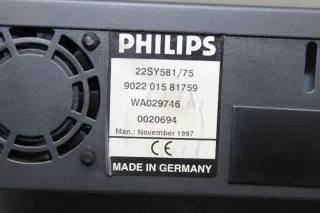 PHILIPS
22SY581/75
9022 015 81759
WA029746
0020694
Man.: November 1997
CE
MADE IN GERMANY